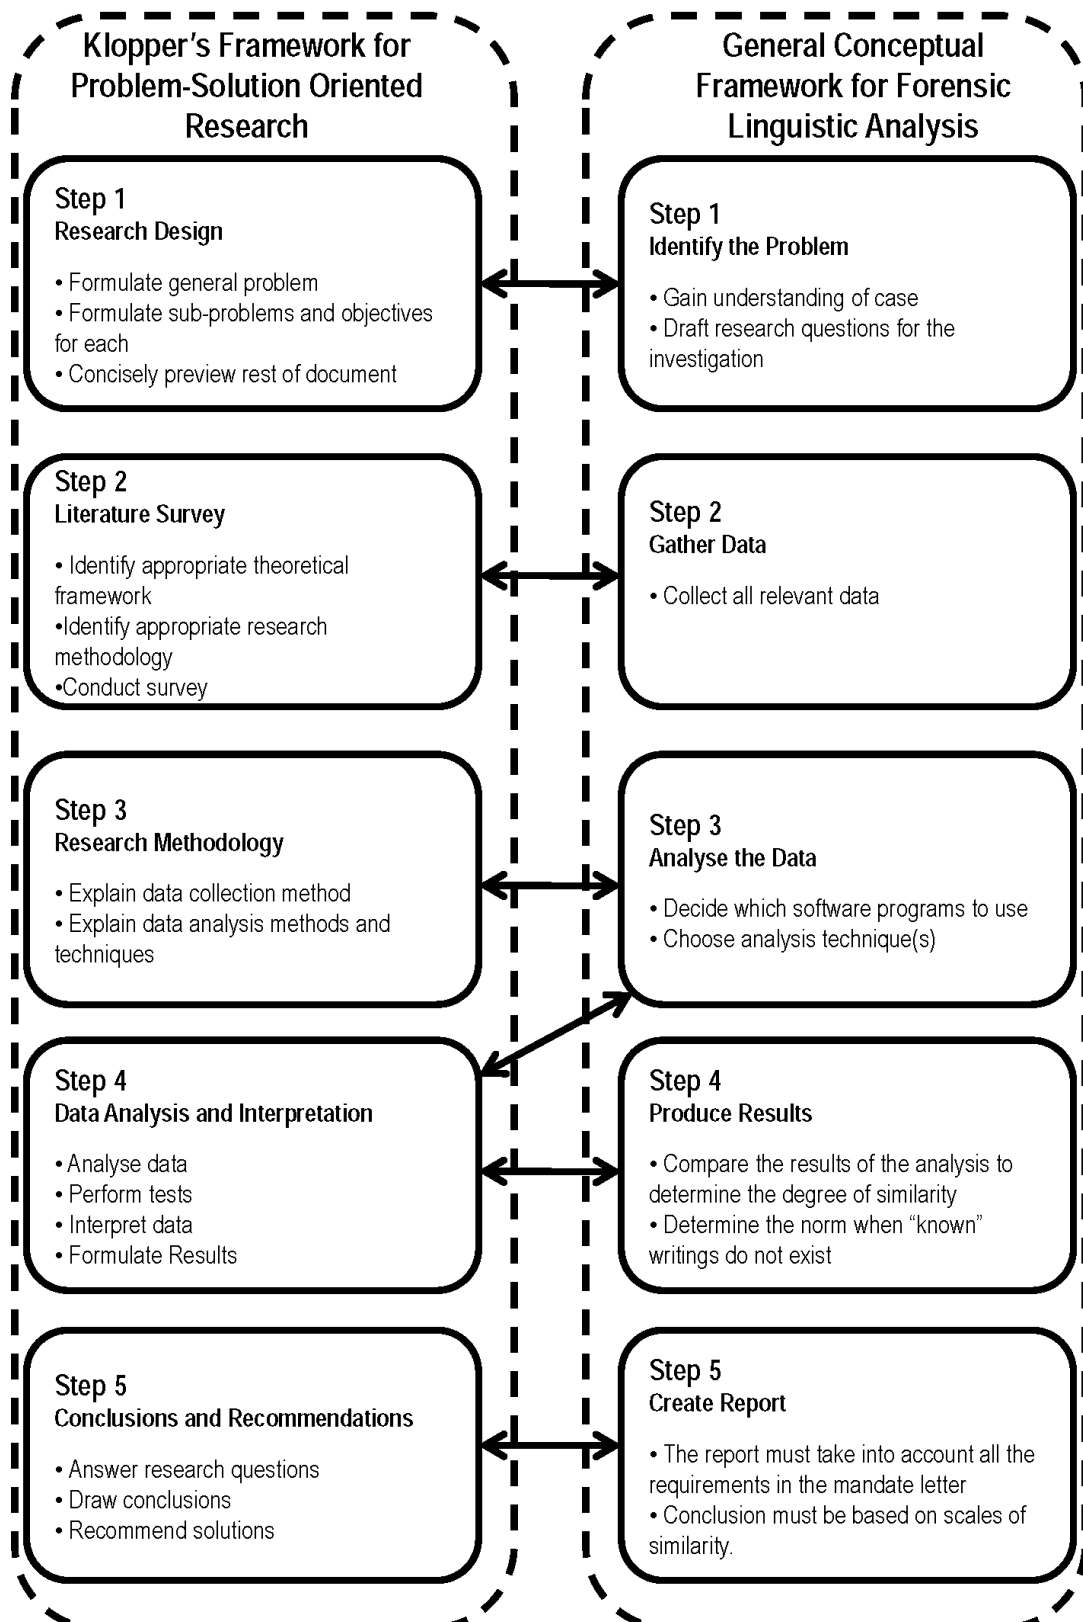 Klopper's Framework for
Problem-Solution Oriented
Research
Step 1
Research Design
• Formulate general problem
• Formulate sub-problems and objectives
for each
• Concisely preview rest of document
Step 2
Literature Survey
• Identify appropriate theoretical
framework
•Identify appropriate research
methodology
•Conduct survey
Step 3
Research Methodology
• Explain data collection method
• Explain data analysis methods and
techniques
Step 4
Data Analysis and Interpretation
• Analyse data
• Perform tests
• Interpret data
• Formulate Results
Step 5
Conclusions and Recommendations
• Answer research questions
• Draw conclusions
• Recommend solutions
General Conceptual
Framework for Forensic
Linguistic Analysis
Step 1
Identify the Problem
• Gain understanding of case
• Draft research questions for the
investigation
Step 2
Gather Data
• Collect all relevant data
Step 3
Analyse the Data
• Decide which software programs to use
• Choose analysis technique(s)
Step 4
Produce Results
• Compare the results of the analysis to
determine the degree of similarity
• Determine the norm when “known”
writings do not exist
Step 5
Create Report
• The report must take into account all the
requirements in the mandate letter
• Conclusion must be based on scales of
similarity.